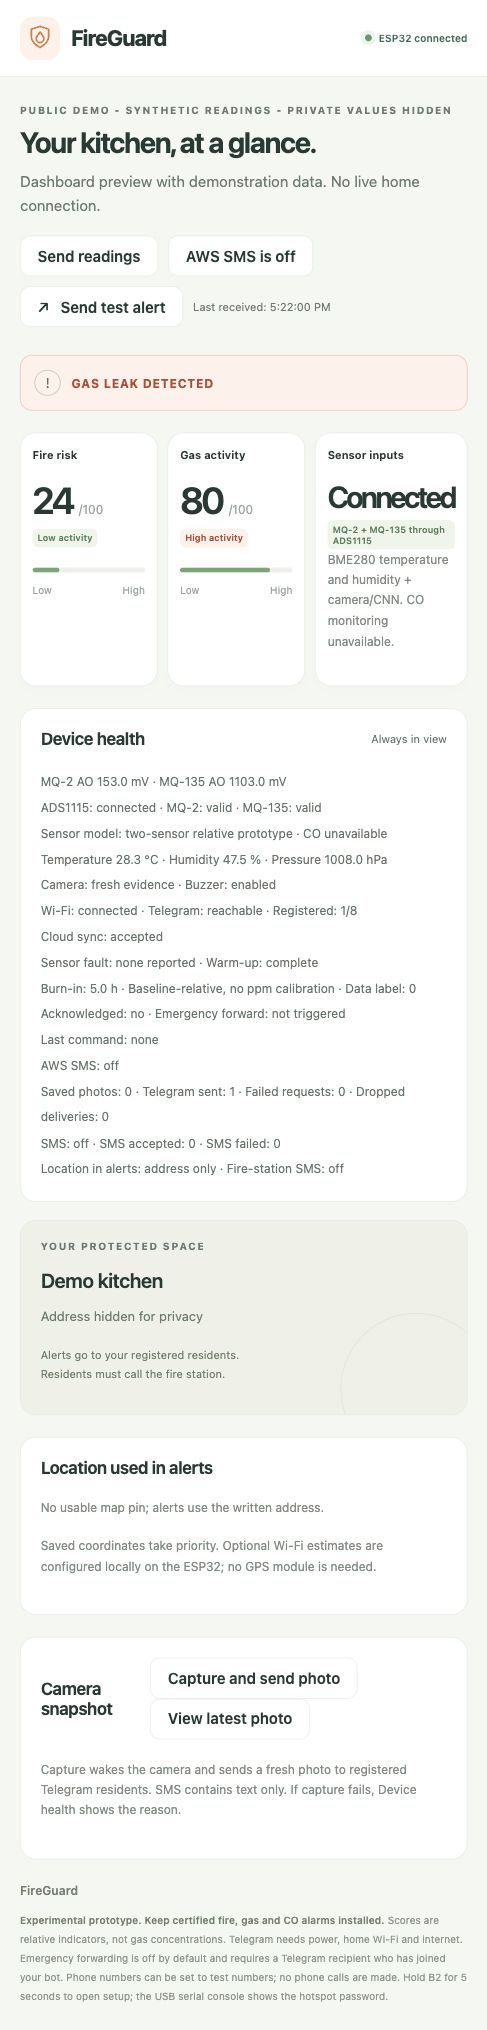 FireGuard
ESP32 connected
PUBLIC DEMO - SYNTHETIC READINGS - PRIVATE VALUES HIDDEN
Your kitchen, at a glance.
Dashboard preview with demonstration data. No live home
connection.
Send readings
AWS SMS is off
Send test alert
Last received: 5:22:00 PM
! GAS LEAK DETECTED
Fire risk
24 /100
Low activity
Low High
Gas activity
80 /100
High activity
Low High
Sensor inputs
Connected
MQ-2 + MQ-135 through
ADS1115
BME280 temperature
and humidity +
camera/CNN. CO
monitoring
unavailable.
Device health
Always in view
MQ-2 AO 153.0 mV · MQ-135 AO 1103.0 mV
ADS1115: connected · MQ-2: valid · MQ-135: valid
Sensor model: two-sensor relative prototype · CO unavailable
Temperature 28.3 °C · Humidity 47.5 % · Pressure 1008.0 hPa
Camera: fresh evidence · Buzzer: enabled
Wi-Fi: connected · Telegram: reachable · Registered: 1/8
Cloud sync: accepted
Sensor fault: none reported · Warm-up: complete
Burn-in: 5.0 h · Baseline-relative, no ppm calibration · Data label: 0
Acknowledged: no · Emergency forward: not triggered
Last command: none
AWS SMS: off
Saved photos: 0 · Telegram sent: 1 · Failed requests: 0 · Dropped
deliveries: 0
SMS: off · SMS accepted: 0 · SMS failed: 0
Location in alerts: address only · Fire-station SMS: off
YOUR PROTECTED SPACE
Demo kitchen
Address hidden for privacy
Alerts go to your registered residents.
Residents must call the fire station.
Location used in alerts
No usable map pin; alerts use the written address.
Saved coordinates take priority. Optional Wi-Fi estimates are
configured locally on the ESP32; no GPS module is needed.
Camera
snapshot
Capture and send photo
View latest photo
Capture wakes the camera and sends a fresh photo to registered
Telegram residents. SMS contains text only. If capture fails, Device
health shows the reason.
FireGuard
Experimental prototype. Keep certified fire, gas and CO alarms installed. Scores are
relative indicators, not gas concentrations. Telegram needs power, home Wi-Fi and internet.
Emergency forwarding is off by default and requires a Telegram recipient who has joined
your bot. Phone numbers can be set to test numbers; no phone calls are made. Hold B2 for 5
seconds to open setup; the USB serial console shows the hotspot password.